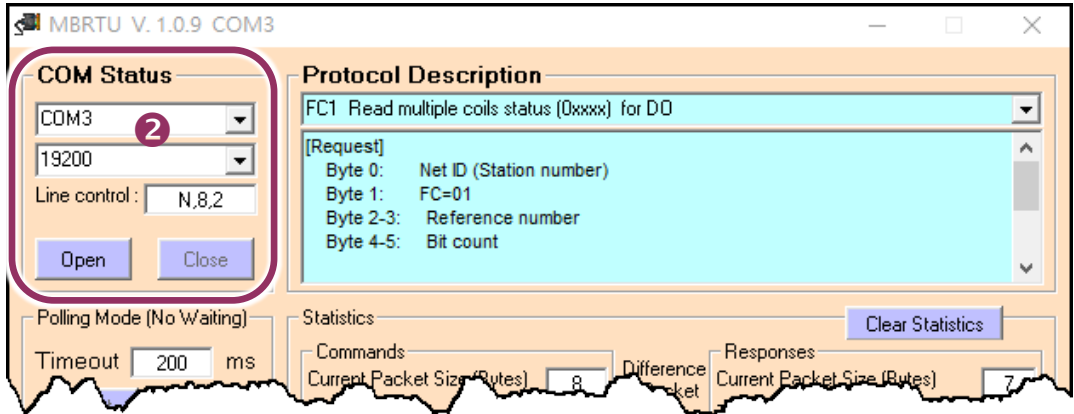 MBRTU V. 1.0.9 COM3
COM Status
COM3
2
19200
Line control : N,8,2
Open Close
Protocol Description
FC1 Read multiple coils status (0xxxx) for DO
[Request]
Byte 0: Net ID (Station number)
Byte 1: FC=01
Byte 2-3: Reference number
Byte 4-5: Bit count
Polling Mode (No Waiting)
Timeout 200 ms
Statistics
Clear Statistics
Commands
Current Packet Size (Bytes) 8
Difference
Responses
Current Packet Size (Bytes) 7